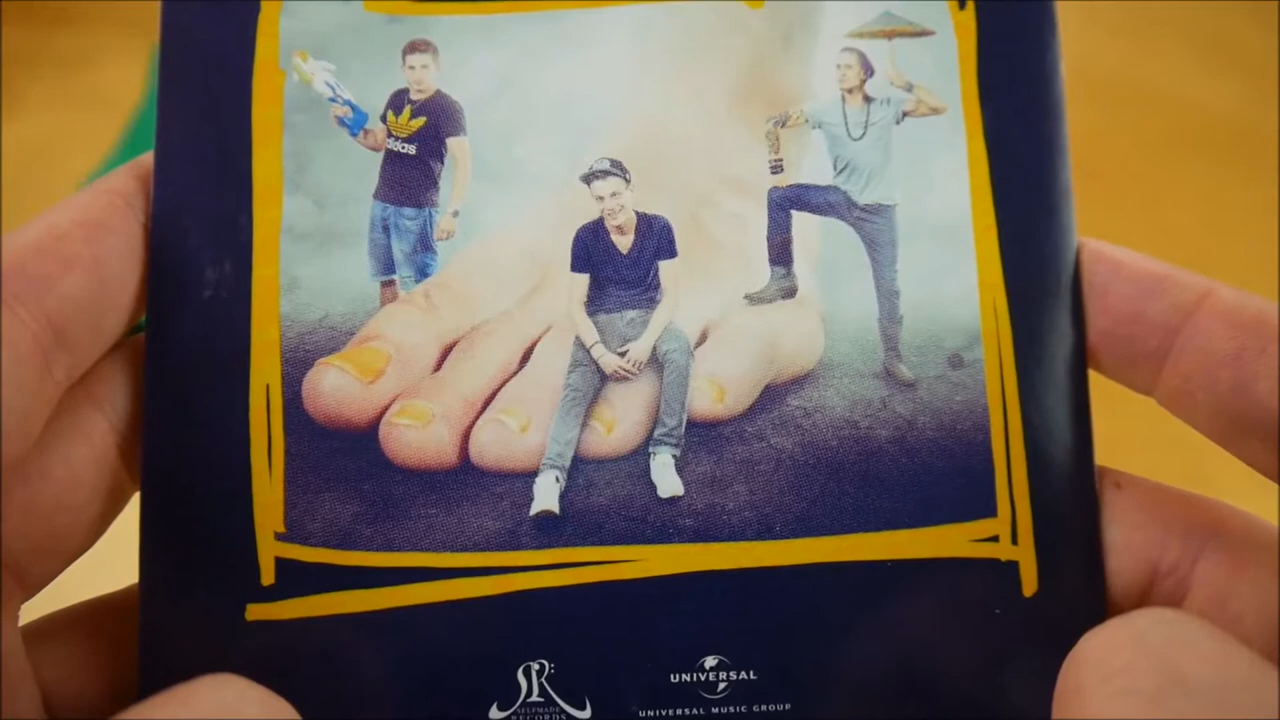 adidas
UNIVERSAL
UNIVERSAL MUSIC GROUP
SR:
SELFMADE
RECORDS